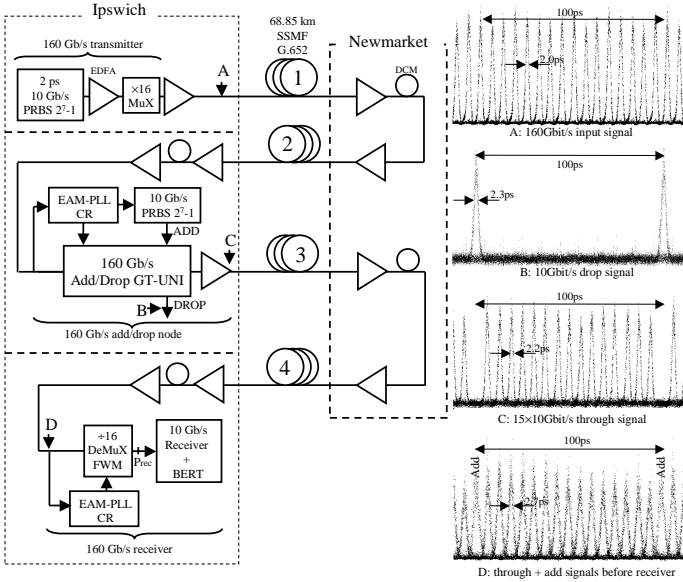 Ipswich
160 Gb/s transmitter
2 ps
10 Gb/s
PRBS 2⁷-1
EDFA
×16
MuX
A
68.85 km
SSMF
G.652
1
Newmarket
DCM
2
EAM-PLL
CR
10 Gb/s
PRBS 2⁷-1
ADD
C
160 Gb/s
Add/Drop GT-UNI
3
B
DROP
160 Gb/s add/drop node
4
D
÷16
DeMuX
FWM
Prec
10 Gb/s
Receiver
+
BERT
EAM-PLL
CR
160 Gb/s receiver
100ps
2.0ps
A: 160Gbit/s input signal
100ps
2.3ps
B: 10Gbit/s drop signal
100ps
2.2ps
C: 15×10Gbit/s through signal
100ps
Add
Add
D: through + add signals before receiver